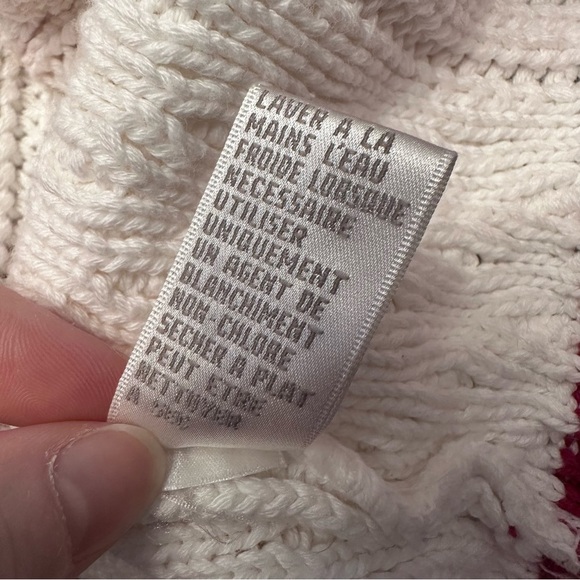 LAVER A LA
MAINS L'EAU
FROIDE LORSQUE
NECESSAIRE
UTILISER
UNIQUEMENT
UN AGENT DE
BLANCHIMENT
NON-CHLORE
SECHER A PLAT
PEUT ETRE
NETTOYER
A SEC